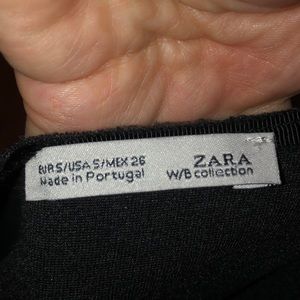 EUR S/USA S/MEX 26
Made in Portugal
ZARA
W/B collection